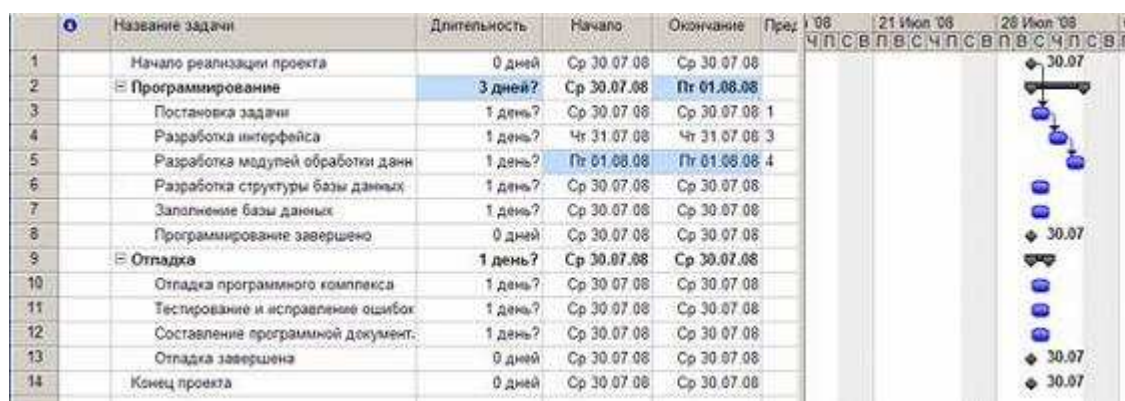 Название задачи Длительность Начало Окончание Пред '08 21 Июл '08 28 Июл '08
Ч П С В П В С Ч П С В П В С Ч П С В
1 Начало реализации проекта 0 дней Ср 30.07.08 Ср 30.07.08 30.07
2 Программирование 3 дней? Ср 30.07.08 Пт 01.08.08
3 Постановка задачи 1 день? Ср 30.07.08 Ср 30.07.08 1
4 Разработка интерфейса 1 день? Чт 31.07.08 Чт 31.07.08 3
5 Разработка модулей обработки данн 1 день? Пт 01.08.08 Пт 01.08.08 4
6 Разработка структуры базы данных 1 день? Ср 30.07.08 Ср 30.07.08
7 Заполнение базы данных 1 день? Ср 30.07.08 Ср 30.07.08
8 Программирование завершено 0 дней Ср 30.07.08 Ср 30.07.08 30.07
9 Отладка 1 день? Ср 30.07.08 Ср 30.07.08
10 Отладка программного комплекса 1 день? Ср 30.07.08 Ср 30.07.08
11 Тестирование и исправление ошибок 1 день? Ср 30.07.08 Ср 30.07.08
12 Составление программной документ. 1 день? Ср 30.07.08 Ср 30.07.08
13 Отладка завершена 0 дней Ср 30.07.08 Ср 30.07.08 30.07
14 Конец проекта 0 дней Ср 30.07.08 Ср 30.07.08 30.07